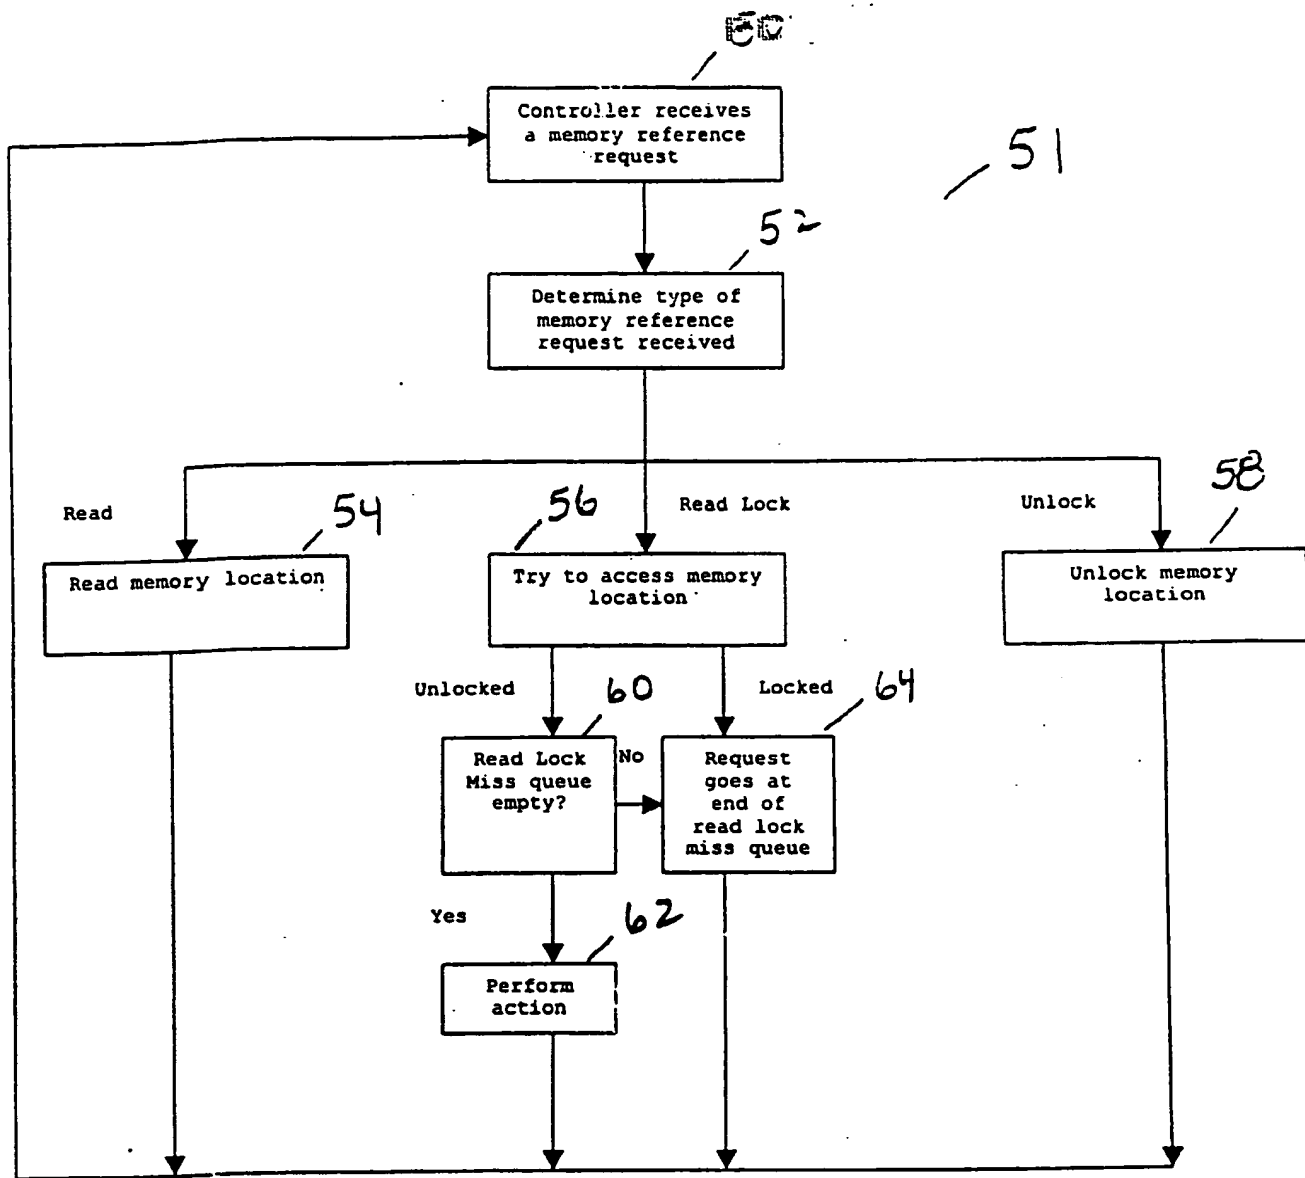 Controller receives
a memory reference
request
51
52
Determine type of
memory reference
request received
Read
54
56
Read Lock
Unlock
58
Read memory location
Try to access memory
location
Unlock memory
location
Unlocked
60
Locked
64
Read Lock
Miss queue
empty?
No
Request
goes at
end of
read lock
miss queue
Yes
62
Perform
action